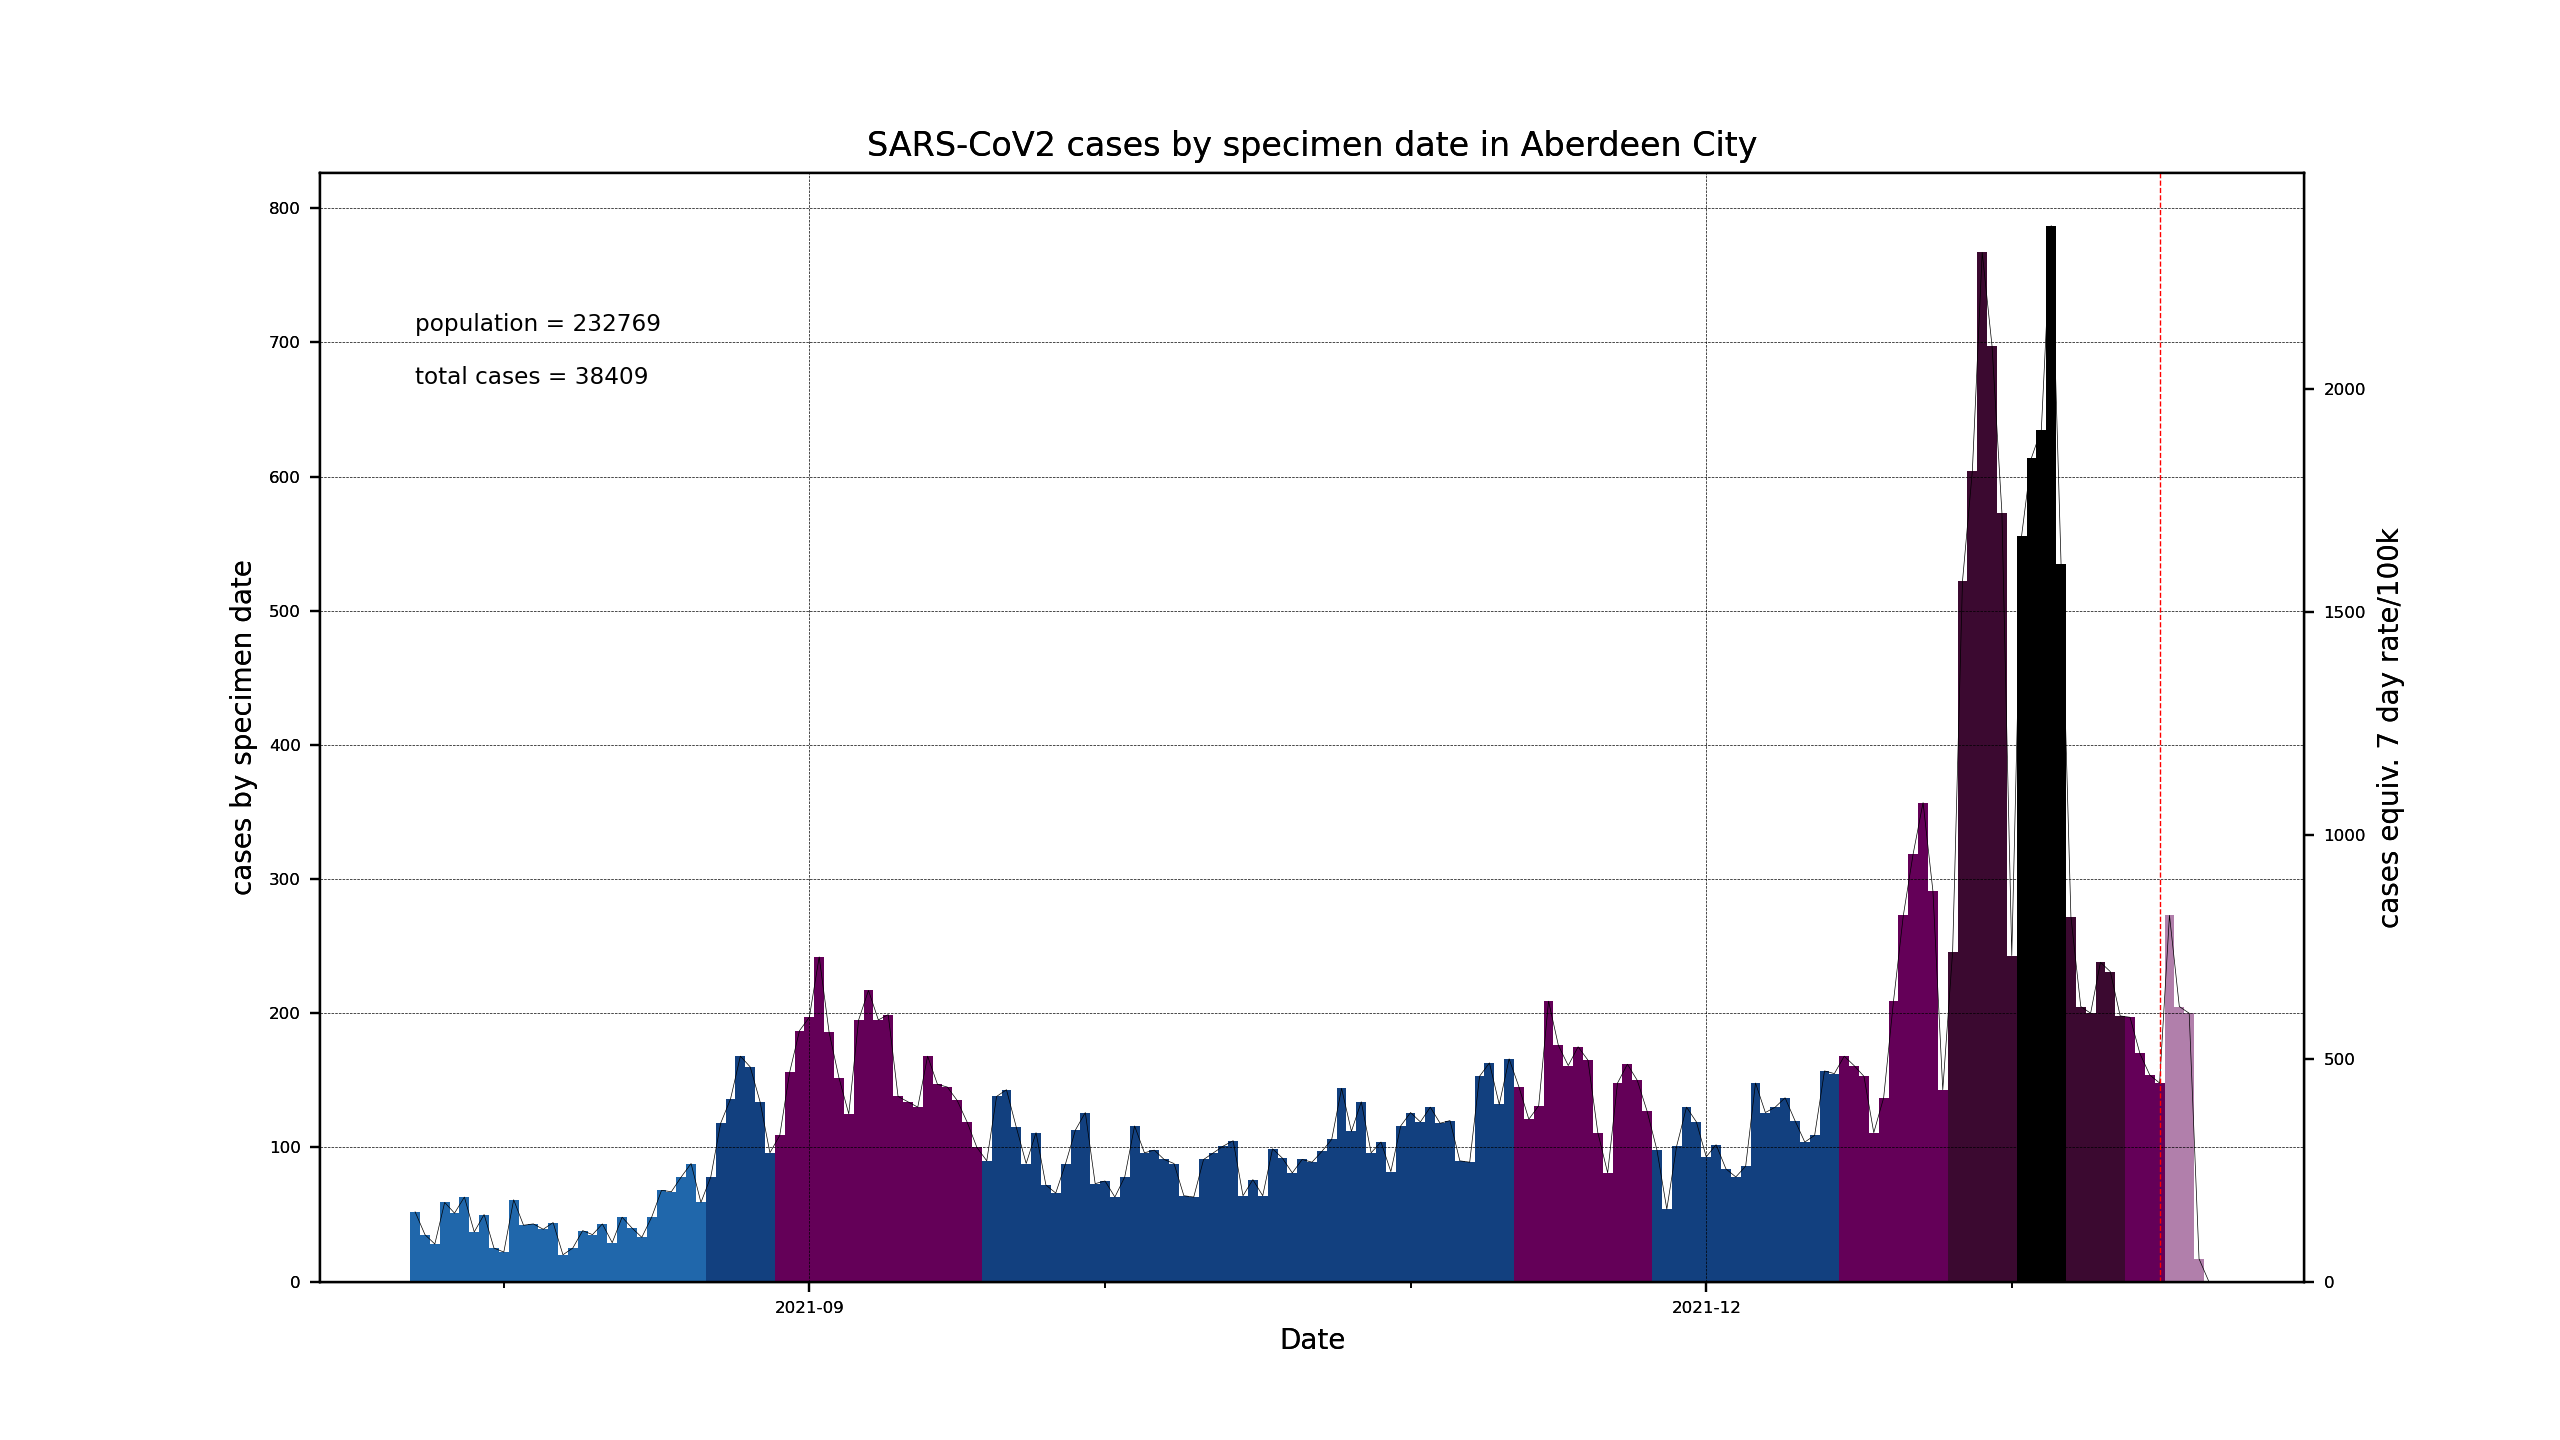 SARS-CoV2 cases by specimen date in Aberdeen City
population = 232769
total cases = 38409
cases by specimen date
800
700
600
500
400
300
200
100
0
2000
1500
1000
500
0
cases equiv. 7 day rate/100k
2021-09
2021-12
Date